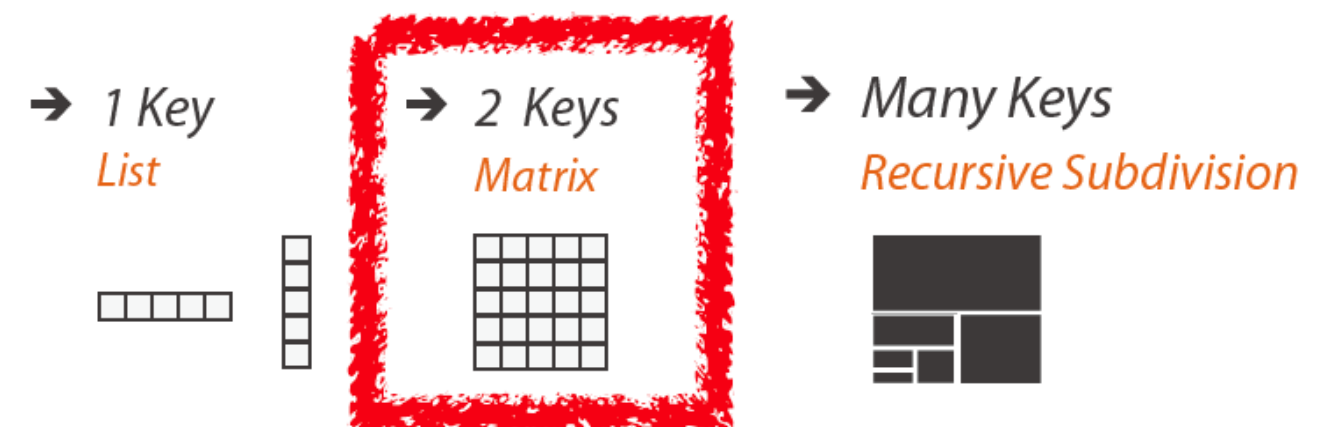 ➔ 1 Key
List
➔ 2 Keys
Matrix
➔ Many Keys
Recursive Subdivision